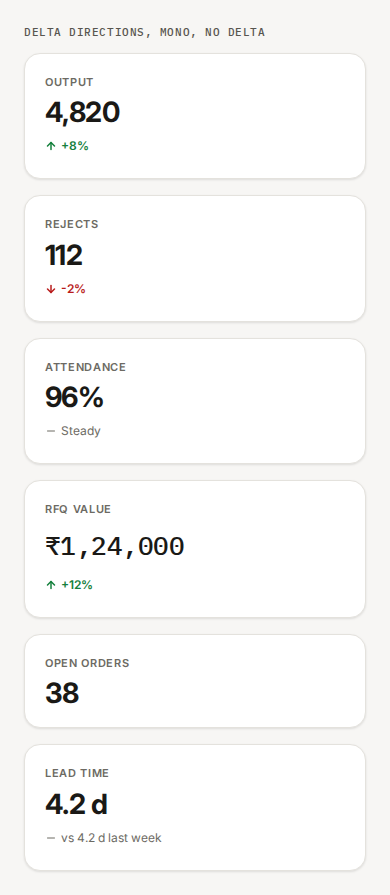 DELTA DIRECTIONS, MONO, NO DELTA
OUTPUT
4,820
↑ +8%
REJECTS
112
↓ -2%
ATTENDANCE
96%
— Steady
RFQ VALUE
₹1,24,000
↑ +12%
OPEN ORDERS
38
LEAD TIME
4.2 d
— vs 4.2 d last week